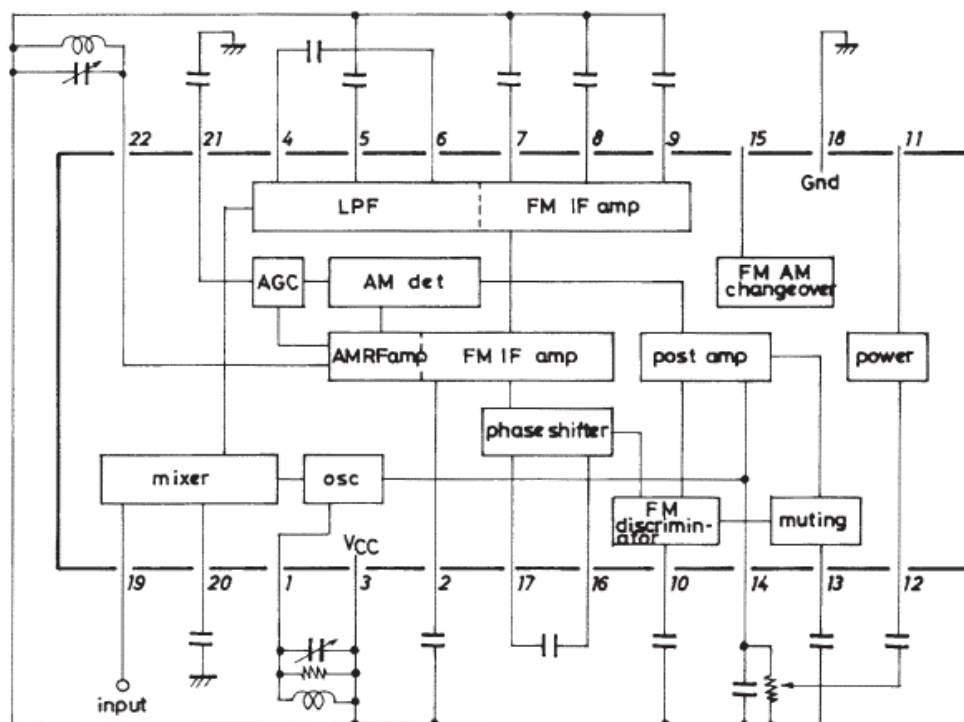 22 21 4 5 6 7 8 9 15 18 11
Gnd
LPF FM IF amp
AGC AM det FM AM
changeover
AMRFamp FM IF amp post amp power
phase shifter
mixer osc
FM
discrimin-
ator
muting
VCC
19 20 1 3 2 17 16 10 14 13 12
input